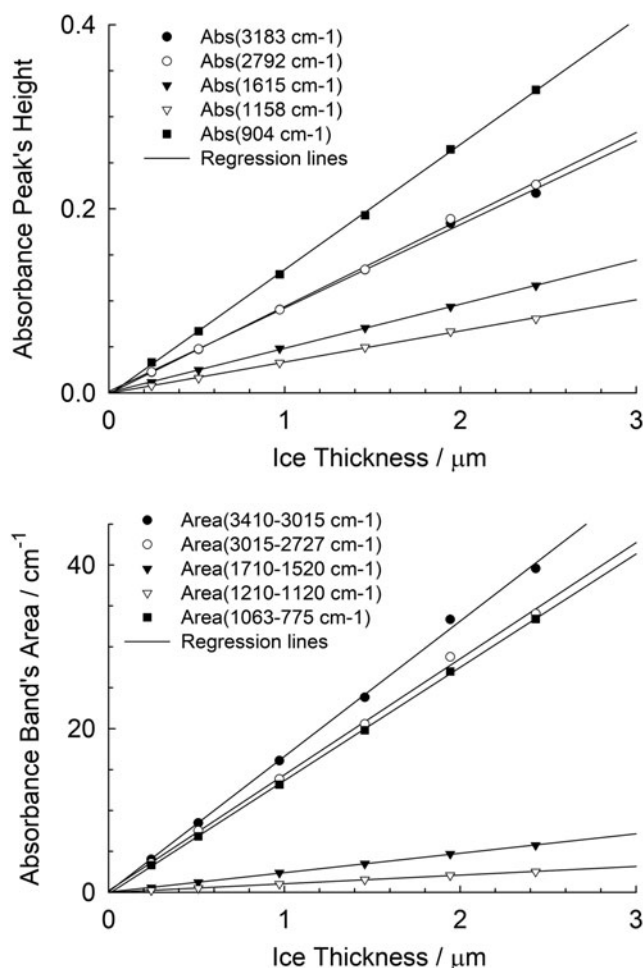 0.4
Abs(3183 cm-1)
Abs(2792 cm-1)
Abs(1615 cm-1)
Abs(1158 cm-1)
Abs(904 cm-1)
Regression lines
Absorbance Peak's Height
0.2
0.0
0 1 2 3
Ice Thickness / μm
Area(3410-3015 cm-1)
Area(3015-2727 cm-1)
Area(1710-1520 cm-1)
Area(1210-1120 cm-1)
Area(1063-775 cm-1)
Regression lines
Absorbance Band's Area / cm⁻¹
40
20
0
0 1 2 3
Ice Thickness / μm